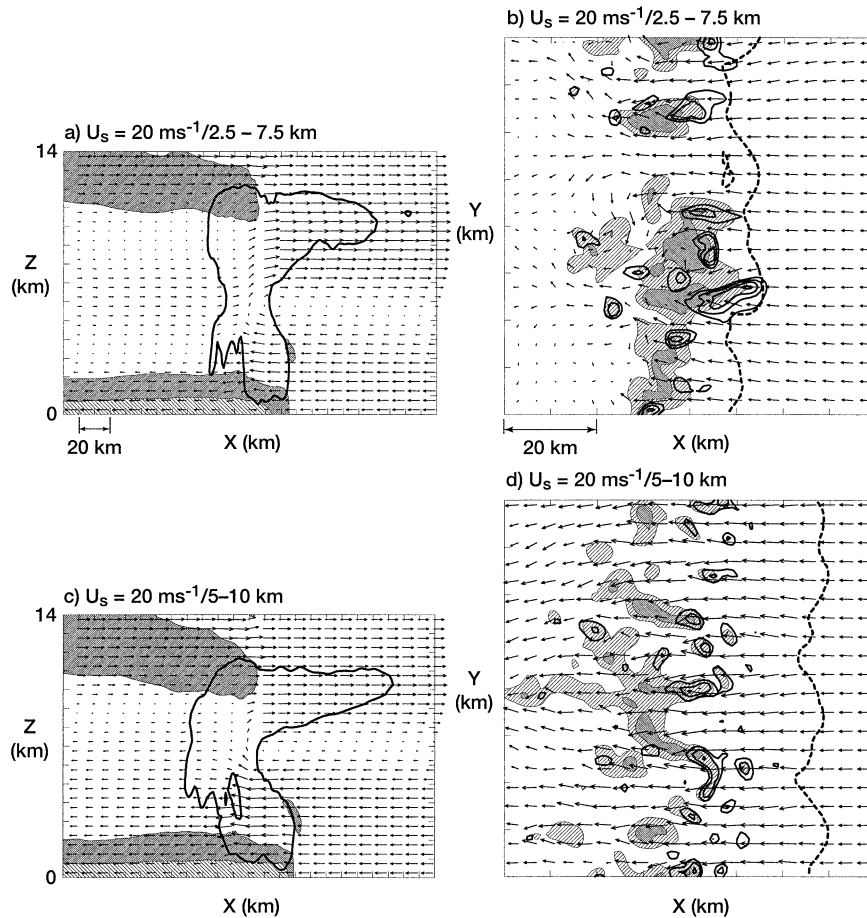 b) Us = 20 ms⁻¹/2.5 – 7.5 km
a) Us = 20 ms⁻¹/2.5 – 7.5 km
14
Z
(km)
0
20 km
X (km)
Y
(km)
20 km
X (km)
d) Us = 20 ms⁻¹/5–10 km
c) Us = 20 ms⁻¹/5–10 km
14
Z
(km)
0
X (km)
Y
(km)
X (km)